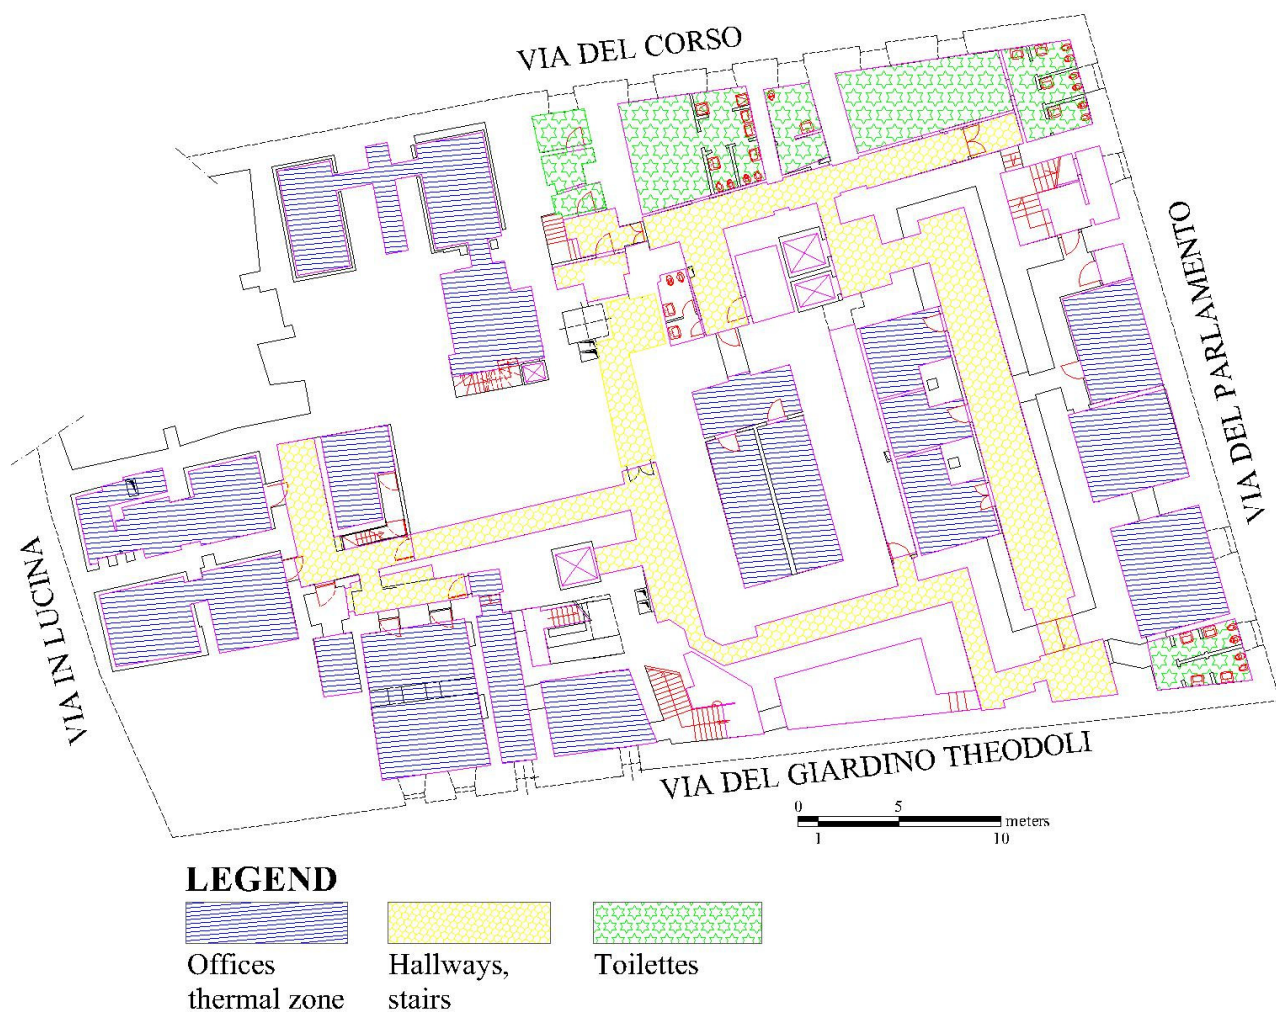 VIA DEL CORSO
VIA DEL PARLAMENTO
VIA IN LUCINA
VIA DEL GIARDINO THEODOLI
0 5
meters
1 10
LEGEND
Offices Hallways, Toilettes
thermal zone stairs